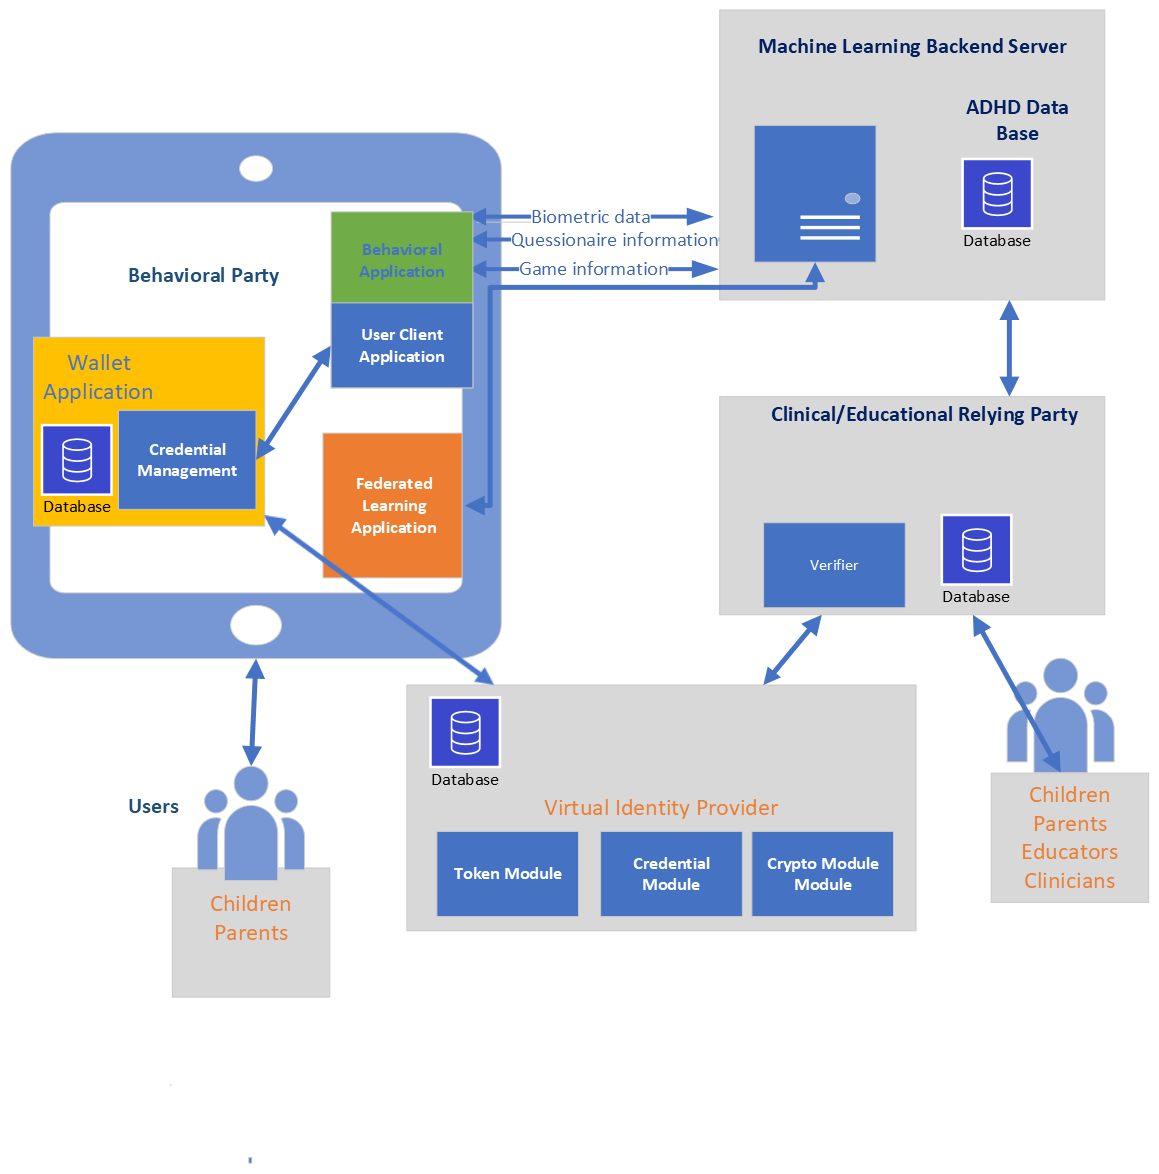 Machine Learning Backend Server
ADHD Data
Base
Database
Behavioral Party
Behavioral
Application
Biometric data
Quessionaire information
Game information
User Client
Application
Wallet
Application
Credential
Management
Database
Federated
Learning
Application
Clinical/Educational Relying Party
Verifier
Database
Database
Virtual Identity Provider
Token Module
Credential
Module
Crypto Module
Module
Users
Children
Parents
Children
Parents
Educators
Clinicians